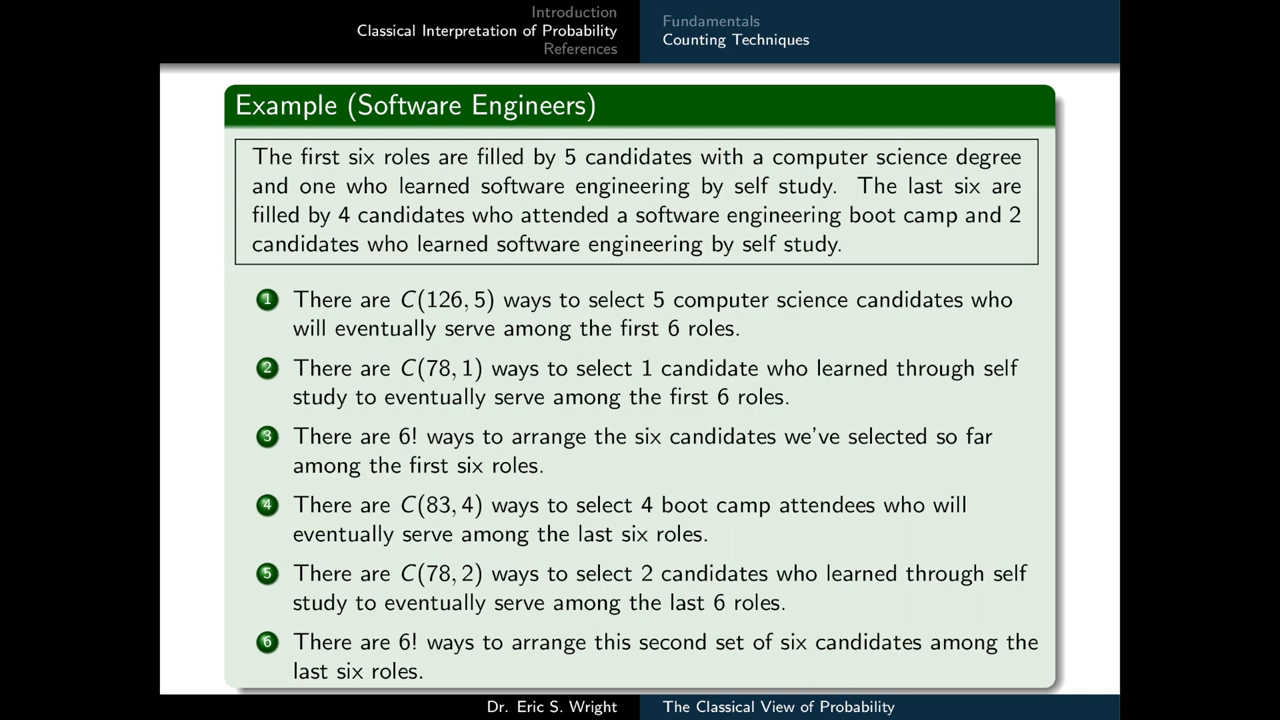 Introduction
Classical Interpretation of Probability
References
Fundamentals
Counting Techniques
Example (Software Engineers)
The first six roles are filled by 5 candidates with a computer science degree
and one who learned software engineering by self study. The last six are
filled by 4 candidates who attended a software engineering boot camp and 2
candidates who learned software engineering by self study.
1 There are C(126, 5) ways to select 5 computer science candidates who
will eventually serve among the first 6 roles.
2 There are C(78, 1) ways to select 1 candidate who learned through self
study to eventually serve among the first 6 roles.
3 There are 6! ways to arrange the six candidates we've selected so far
among the first six roles.
4 There are C(83, 4) ways to select 4 boot camp attendees who will
eventually serve among the last six roles.
5 There are C(78, 2) ways to select 2 candidates who learned through self
study to eventually serve among the last 6 roles.
6 There are 6! ways to arrange this second set of six candidates among the
last six roles.
Dr. Eric S. Wright
The Classical View of Probability